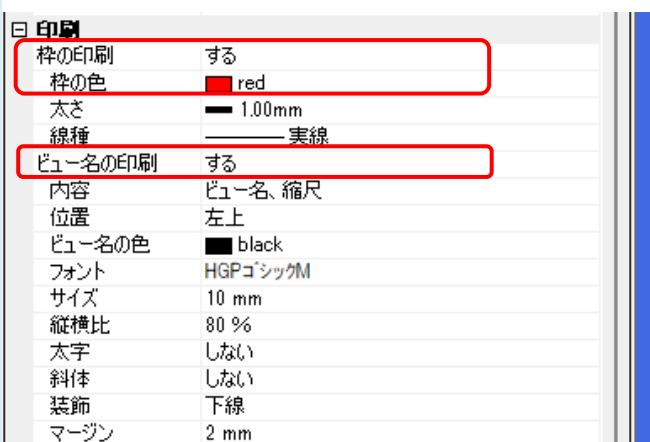 印刷
枠の印刷 する
枠の色 red
太さ 1.00mm
線種 実線
ビュー名の印刷 する
内容 ビュー名、縮尺
位置 左上
ビュー名の色 black
フォント HGPゴシックM
サイズ 10 mm
縦横比 80 %
太字 しない
斜体 しない
装飾 下線
マージン 2 mm